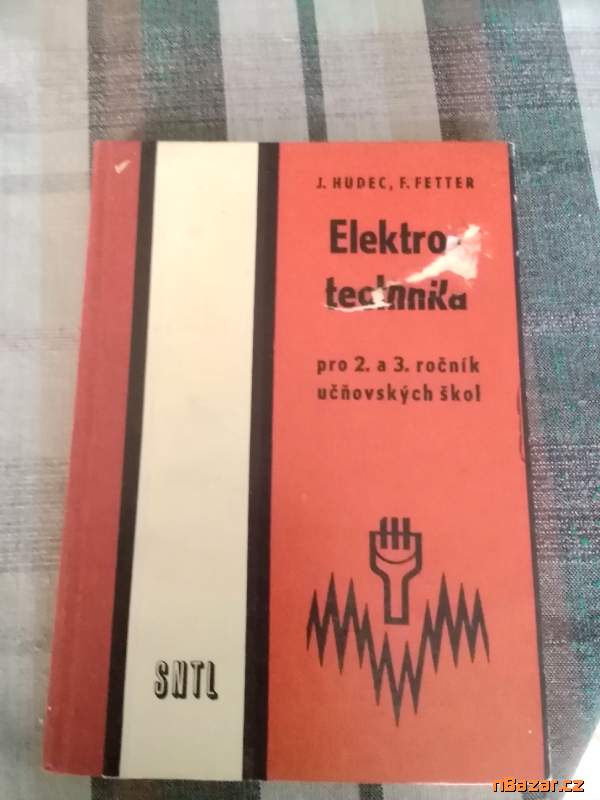 J. HUDEC, F. FETTER
Elektro-
technika
pro 2. a 3. ročník
učňovských škol
SNTL
nBazar.cz